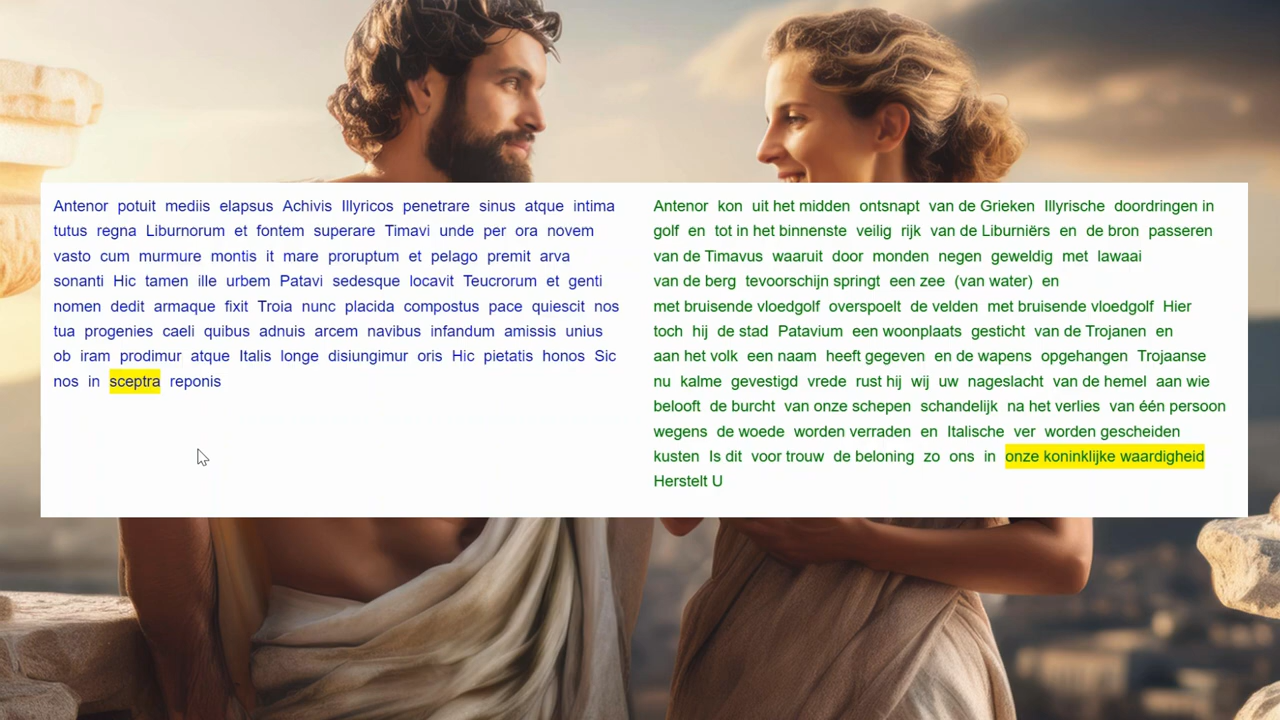 Antenor potuit mediis elapsus Achivis Illyricos penetrare sinus atque intima
tutus regna Liburnorum et fontem superare Timavi unde per ora novem
vasto cum murmure montis it mare proruptum et pelago premit arva
sonanti Hic tamen ille urbem Patavi sedesque locavit Teucrorum et genti
nomen dedit armaque fixit Troia nunc placida compostus pace quiescit nos
tua progenies caeli quibus adnuis arcem navibus infandum amissis unius
ob iram prodimur atque Italis longe disiungimur oris Hic pietatis honos Sic
nos in sceptra reponis
Antenor kon uit het midden ontsnapt van de Grieken Illyrische doordringen in
golf en tot in het binnenste veilig rijk van de Liburniërs en de bron passeren
van de Timavus waaruit door monden negen geweldig met lawaai
van de berg tevoorschijn springt een zee (van water) en
met bruisende vloedgolf overspoelt de velden met bruisende vloedgolf Hier
toch hij de stad Patavium een woonplaats gesticht van de Trojanen en
aan het volk een naam heeft gegeven en de wapens opgehangen Trojaanse
nu kalme gevestigd vrede rust hij wij uw nageslacht van de hemel aan wie
belooft de burcht van onze schepen schandelijk na het verlies van één persoon
wegens de woede worden verraden en Italische ver worden gescheiden
kusten Is dit voor trouw de beloning zo ons in onze koninklijke waardigheid
Herstelt U